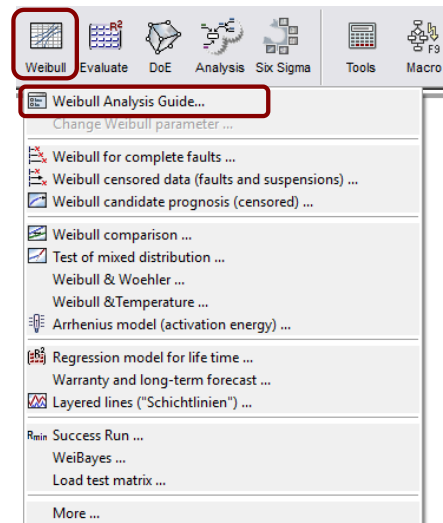 Weibull Evaluate DoE Analysis Six Sigma Tools Macro
R²
F9
Weibull Analysis Guide...
Change Weibull parameter ...
Weibull for complete faults ...
Weibull censored data (faults and suspensions) ...
Weibull candidate prognosis (censored) ...
Weibull comparison ...
Test of mixed distribution ...
Weibull & Woehler ...
Weibull &Temperature ...
Arrhenius model (activation energy) ...
R² Regression model for life time ...
Warranty and long-term forecast ...
Layered lines ("Schichtlinien") ...
Rmin Success Run ...
WeiBayes ...
Load test matrix ...
More ...